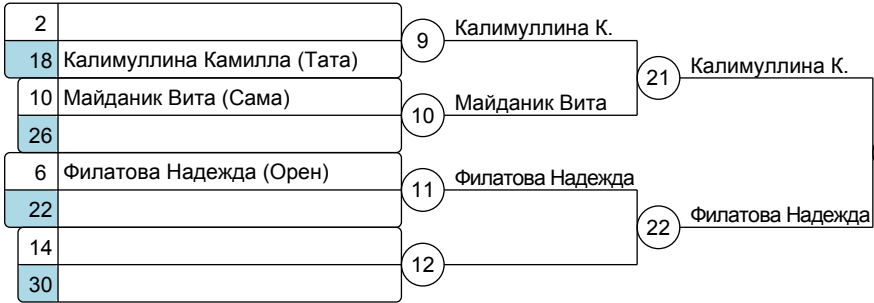 2
18 Калимуллина Камилла (Тата)
10 Майданик Вита (Сама)
26
6 Филатова Надежда (Орен)
22
14
30
9 Калимуллина К.
10 Майданик Вита
11 Филатова Надежда
12
21 Калимуллина К.
22 Филатова Надежда